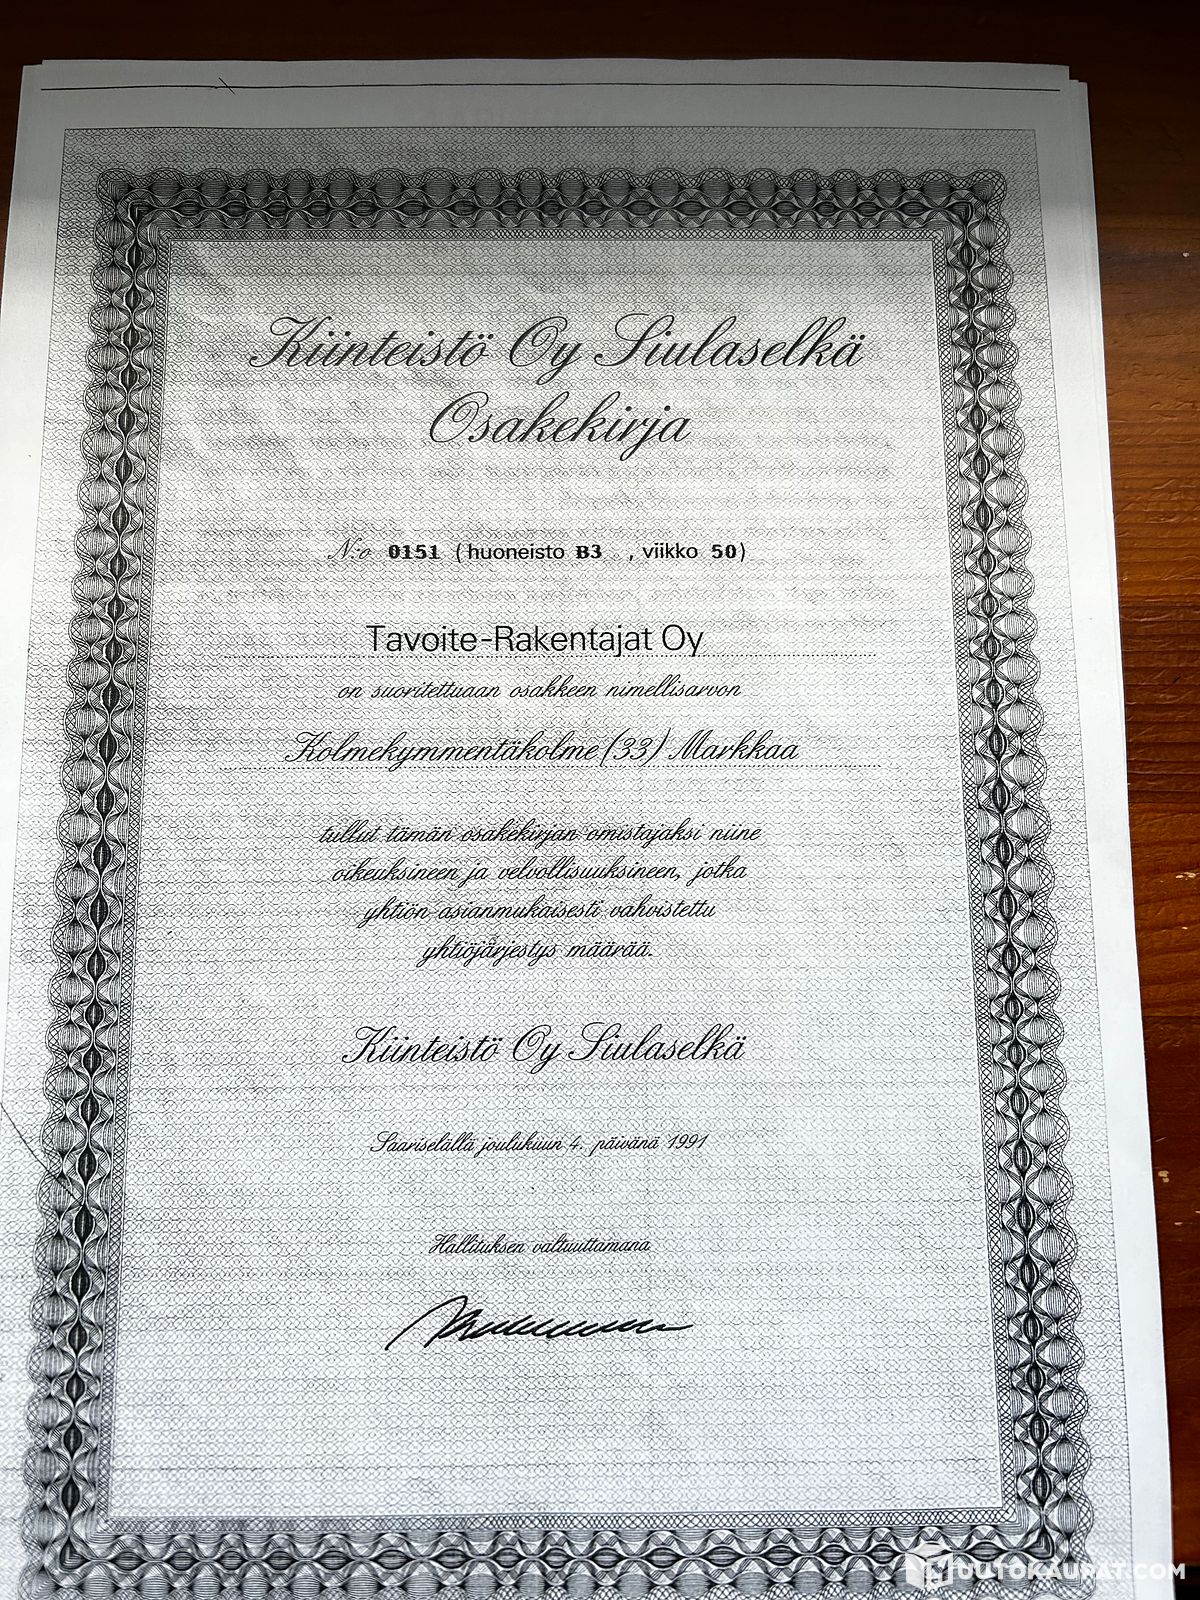 Kiinteistö Oy Siulaselkä
Osakekirja
N:o 0151 (huoneisto B3 , viikko 50)
Tavoite-Rakentajat Oy
on suoritettuaan osakkeen nimellisarvon
Kolmekymmentäkolme (33) Markkaa
tullut tämän osakekirjan omistajaksi niine
oikeuksineen ja velvollisuuksineen, jotka
yhtiön asianmukaisesti vahvistettu
yhtiöjärjestys määrää.
Kiinteistö Oy Siulaselkä
Saariselällä joulukuun 4. päivänä 1991
Hallituksen valtuuttamana
HUUTOKAUPAT.COM